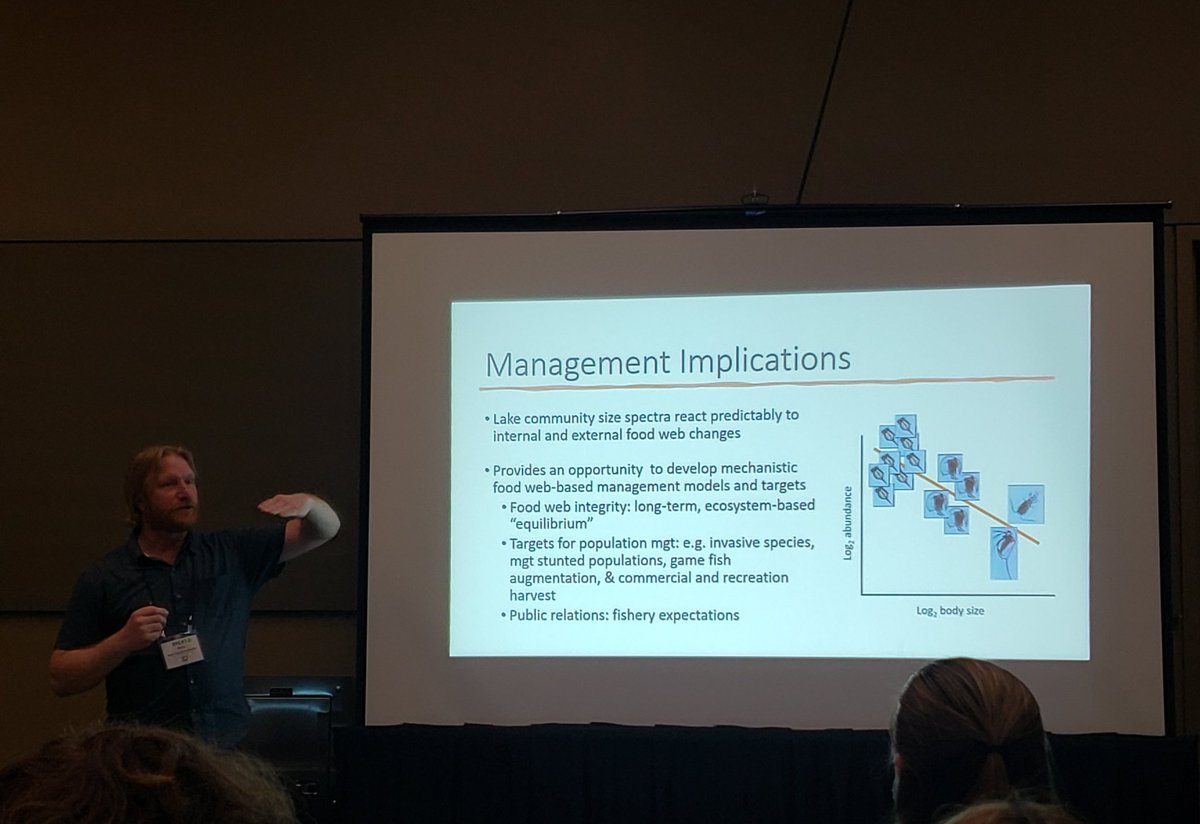 Management Implications
• Lake community size spectra react predictably to
internal and external food web changes
• Provides an opportunity to develop mechanistic
food web-based management models and targets
• Food web integrity: long-term, ecosystem-based
“equilibrium”
• Targets for population mgt: e.g. invasive species,
mgt stunted populations, game fish
augmentation, & commercial and recreation
harvest
• Public relations: fishery expectations
Log₂ abundance
Log₂ body size